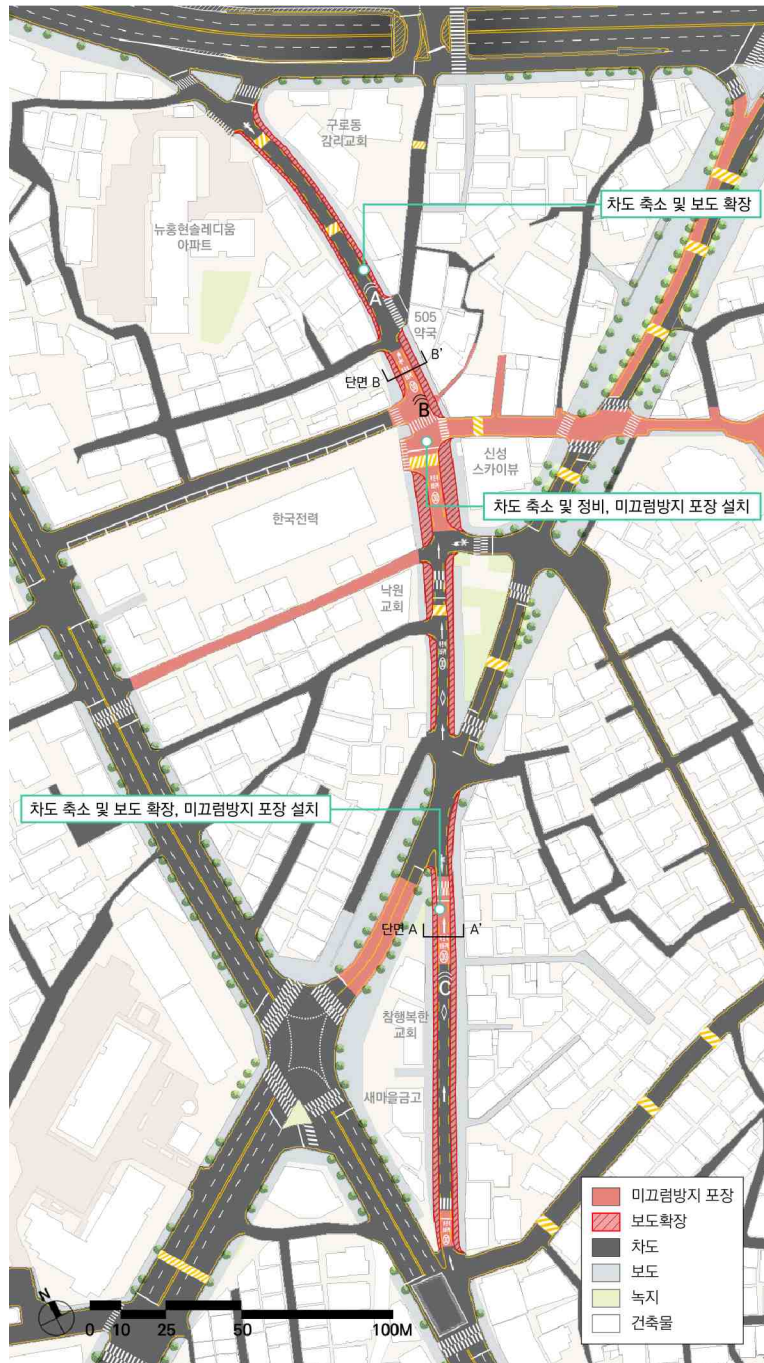 구로동
감리교회
차도 축소 및 보도 확장
뉴홍현솔레디움
아파트
A
505
약국
B'
단면 B
B
신성
스카이뷰
차도 축소 및 정비, 미끄럼방지 포장 설치
한국전력
낙원
교회
차도 축소 및 보도 확장, 미끄럼방지 포장 설치
단면 A
A'
C
참행복한
교회
새마을금고
미끄럼방지 포장
보도확장
차도
보도
녹지
건축물
N
0 10 25 50 100M